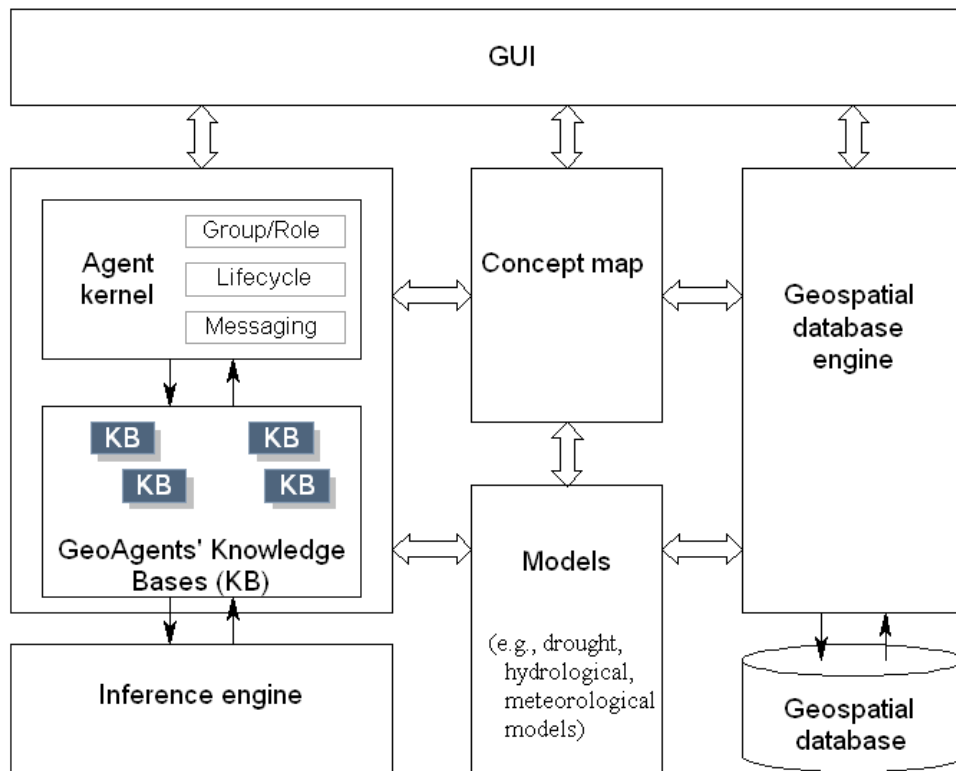 GUI
Agent
kernel
Group/Role
Lifecycle
Messaging
KB
KB
KB
KB
GeoAgents' Knowledge
Bases (KB)
Inference engine
Concept map
Models
(e.g., drought,
hydrological,
meteorological
models)
Geospatial
database
engine
Geospatial
database